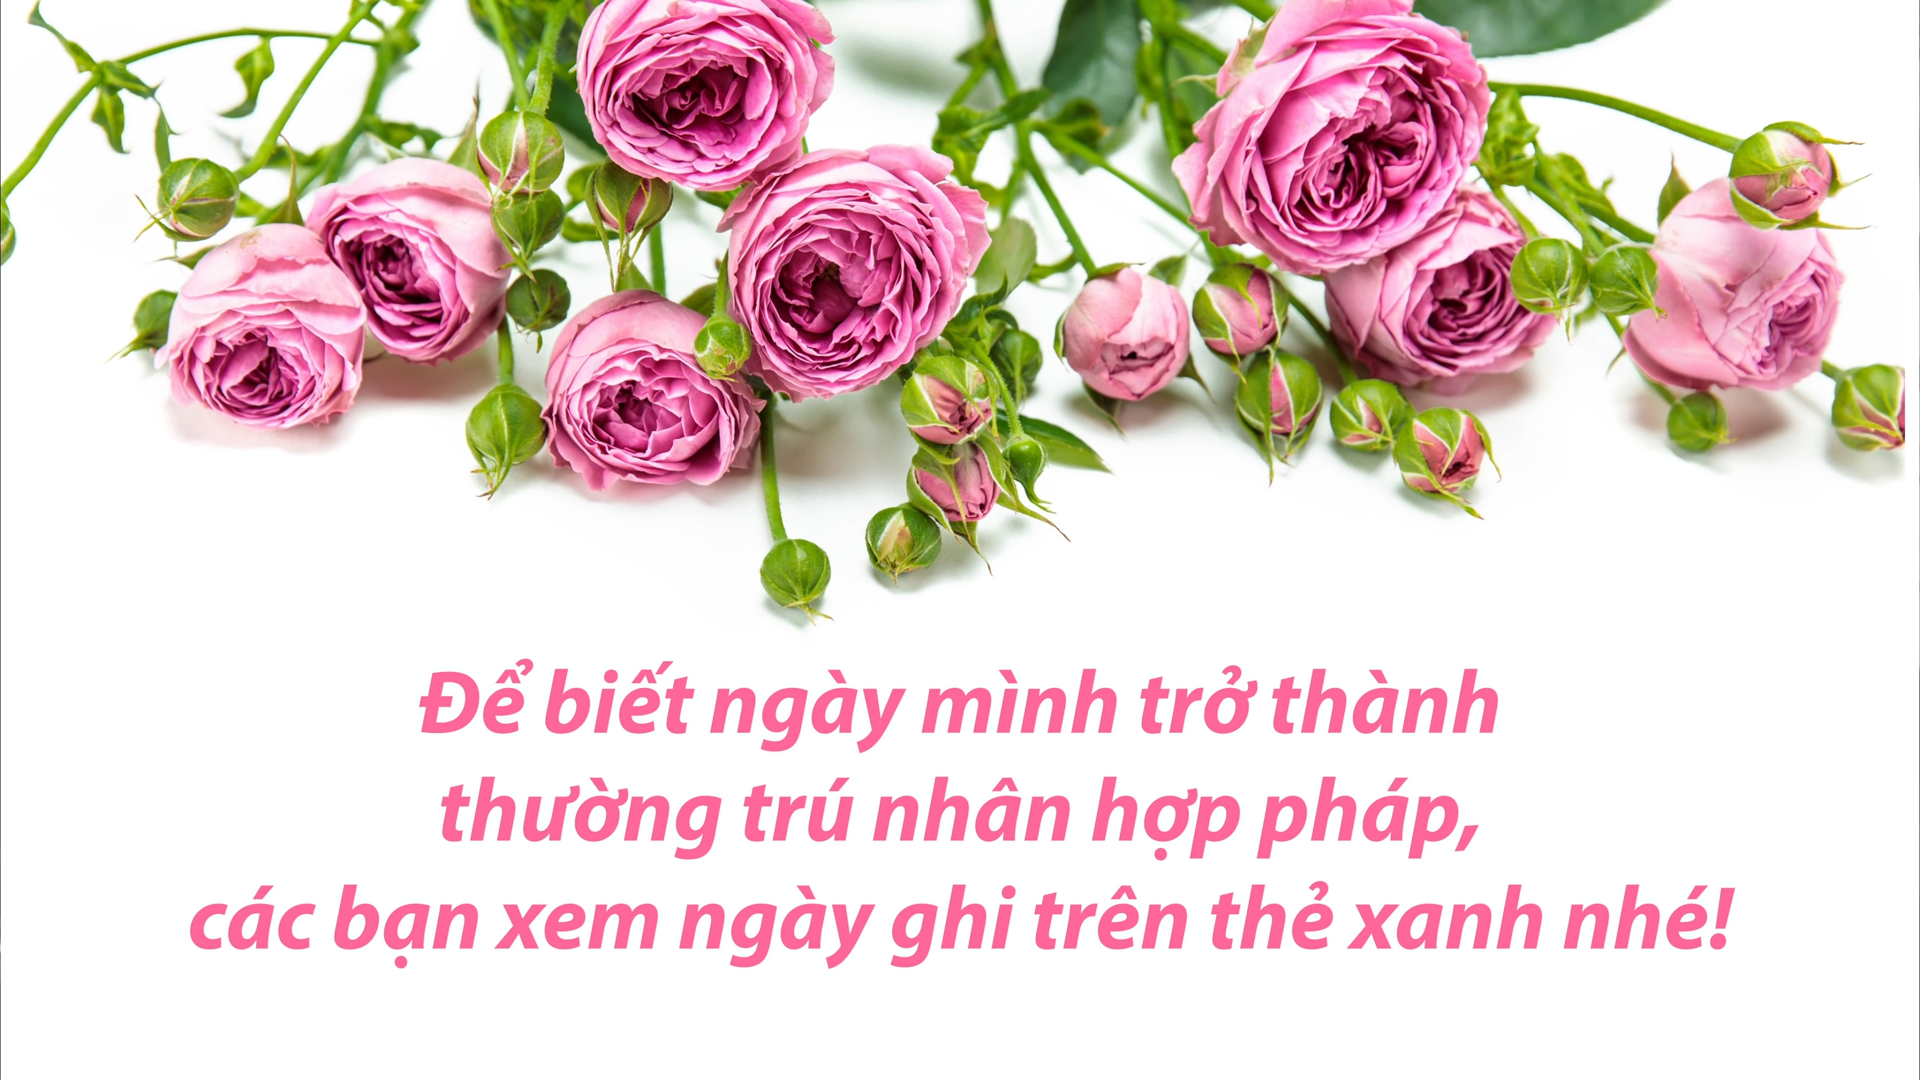 Để biết ngày mình trở thành
thường trú nhân hợp pháp,
các bạn xem ngày ghi trên thẻ xanh nhé!